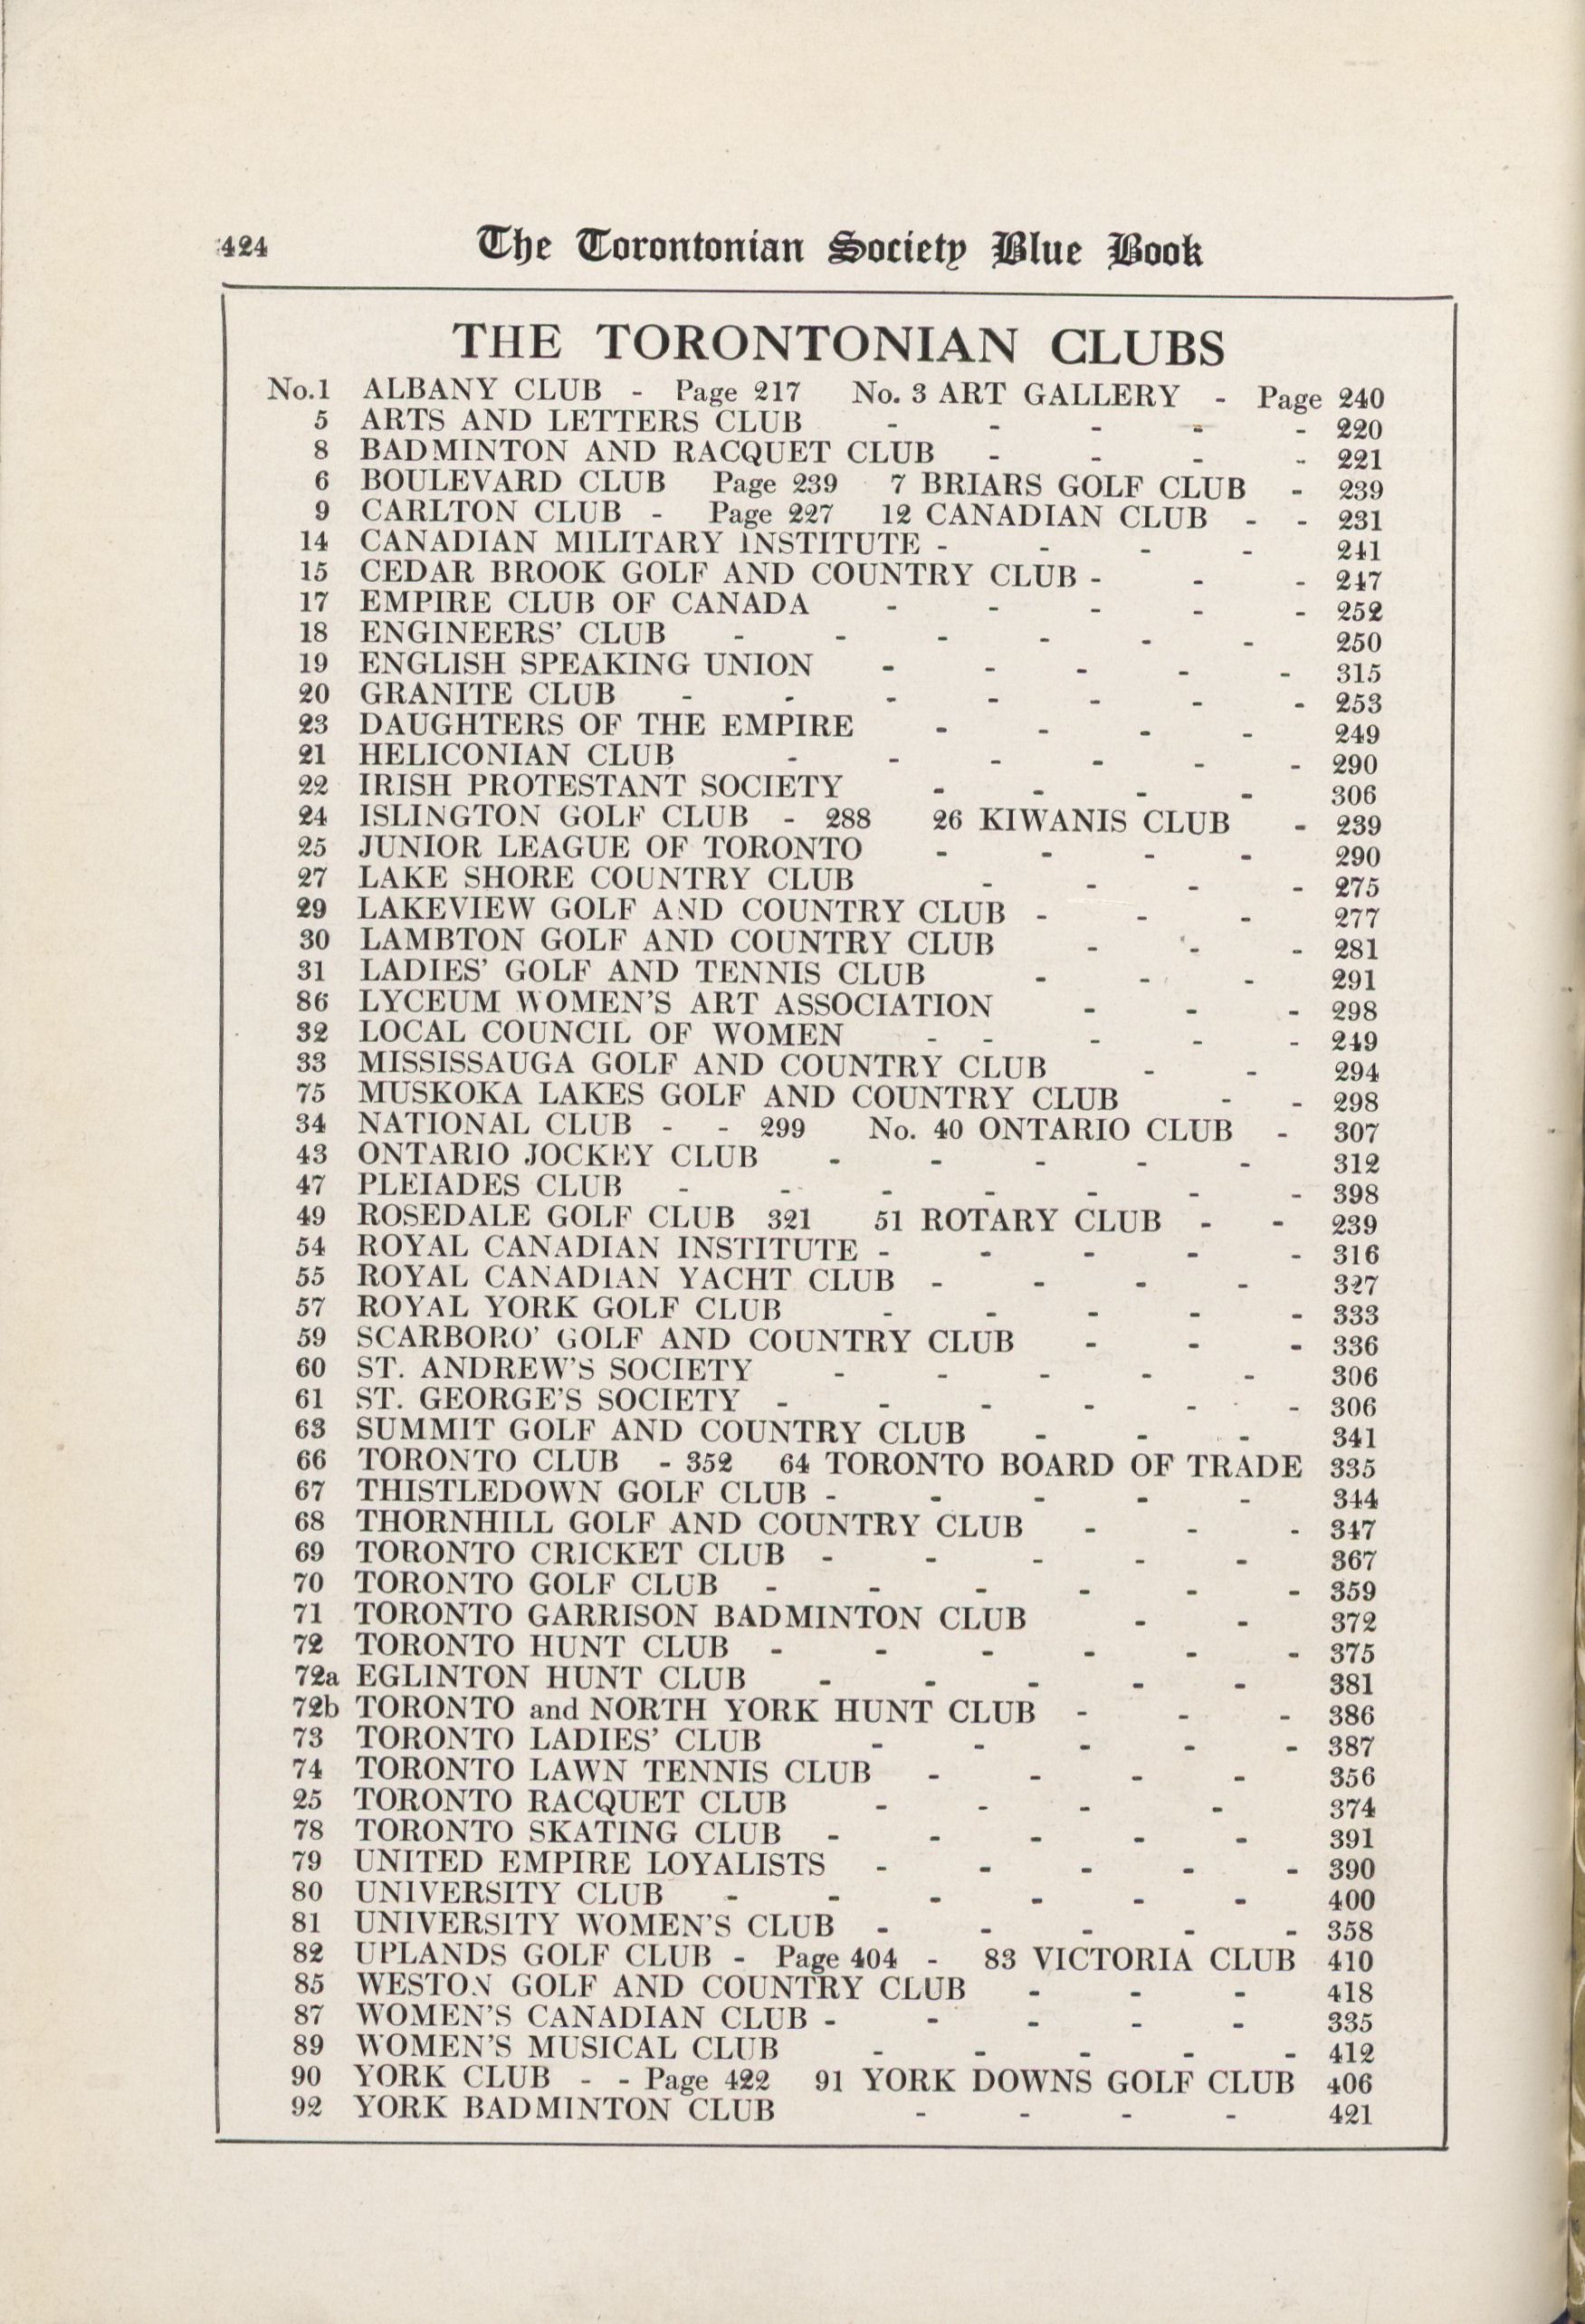 424 The Torontonian Society Blue Book
THE TORONTONIAN CLUBS
No.1 ALBANY CLUB - Page 217 No. 3 ART GALLERY - Page 240
5 ARTS AND LETTERS CLUB - - - - - 220
8 BADMINTON AND RACQUET CLUB - - - - 221
6 BOULEVARD CLUB Page 239 7 BRIARS GOLF CLUB - 239
9 CARLTON CLUB - Page 227 12 CANADIAN CLUB - - 231
14 CANADIAN MILITARY INSTITUTE - - - - 241
15 CEDAR BROOK GOLF AND COUNTRY CLUB - - - 247
17 EMPIRE CLUB OF CANADA - - - - - 252
18 ENGINEERS' CLUB - - - - - - 250
19 ENGLISH SPEAKING UNION - - - - - 315
20 GRANITE CLUB - - - - - - - 253
23 DAUGHTERS OF THE EMPIRE - - - - 249
21 HELICONIAN CLUB - - - - - - 290
22 IRISH PROTESTANT SOCIETY - - - - 306
24 ISLINGTON GOLF CLUB - 288 26 KIWANIS CLUB - 239
25 JUNIOR LEAGUE OF TORONTO - - - - 290
27 LAKE SHORE COUNTRY CLUB - - - - 275
29 LAKEVIEW GOLF AND COUNTRY CLUB - - - 277
30 LAMBTON GOLF AND COUNTRY CLUB - - - 281
31 LADIES' GOLF AND TENNIS CLUB - - - 291
86 LYCEUM WOMEN'S ART ASSOCIATION - - - 298
32 LOCAL COUNCIL OF WOMEN - - - - - 249
33 MISSISSAUGA GOLF AND COUNTRY CLUB - - 294
75 MUSKOKA LAKES GOLF AND COUNTRY CLUB - - 298
34 NATIONAL CLUB - - 299 No. 40 ONTARIO CLUB - 307
43 ONTARIO JOCKEY CLUB - - - - - 312
47 PLEIADES CLUB - - - - - - - 398
49 ROSEDALE GOLF CLUB 321 51 ROTARY CLUB - - 239
54 ROYAL CANADIAN INSTITUTE - - - - - 316
55 ROYAL CANADIAN YACHT CLUB - - - - 327
57 ROYAL YORK GOLF CLUB - - - - - 333
59 SCARBORO' GOLF AND COUNTRY CLUB - - - 336
60 ST. ANDREW'S SOCIETY - - - - - 306
61 ST. GEORGE'S SOCIETY - - - - - - 306
63 SUMMIT GOLF AND COUNTRY CLUB - - - 341
66 TORONTO CLUB - 352 64 TORONTO BOARD OF TRADE 335
67 THISTLEDOWN GOLF CLUB - - - - - 344
68 THORNHILL GOLF AND COUNTRY CLUB - - - 347
69 TORONTO CRICKET CLUB - - - - - 367
70 TORONTO GOLF CLUB - - - - - - 359
71 TORONTO GARRISON BADMINTON CLUB - - 372
72 TORONTO HUNT CLUB - - - - - - 375
72a EGLINTON HUNT CLUB - - - - - 381
72b TORONTO and NORTH YORK HUNT CLUB - - - 386
73 TORONTO LADIES' CLUB - - - - - 387
74 TORONTO LAWN TENNIS CLUB - - - - 356
25 TORONTO RACQUET CLUB - - - - 374
78 TORONTO SKATING CLUB - - - - - 391
79 UNITED EMPIRE LOYALISTS - - - - - 390
80 UNIVERSITY CLUB - - - - - - 400
81 UNIVERSITY WOMEN'S CLUB - - - - - 358
82 UPLANDS GOLF CLUB - Page 404 - 83 VICTORIA CLUB 410
85 WESTON GOLF AND COUNTRY CLUB - - - 418
87 WOMEN'S CANADIAN CLUB - - - - - 335
89 WOMEN'S MUSICAL CLUB - - - - - 412
90 YORK CLUB - - Page 422 91 YORK DOWNS GOLF CLUB 406
92 YORK BADMINTON CLUB - - - - 421